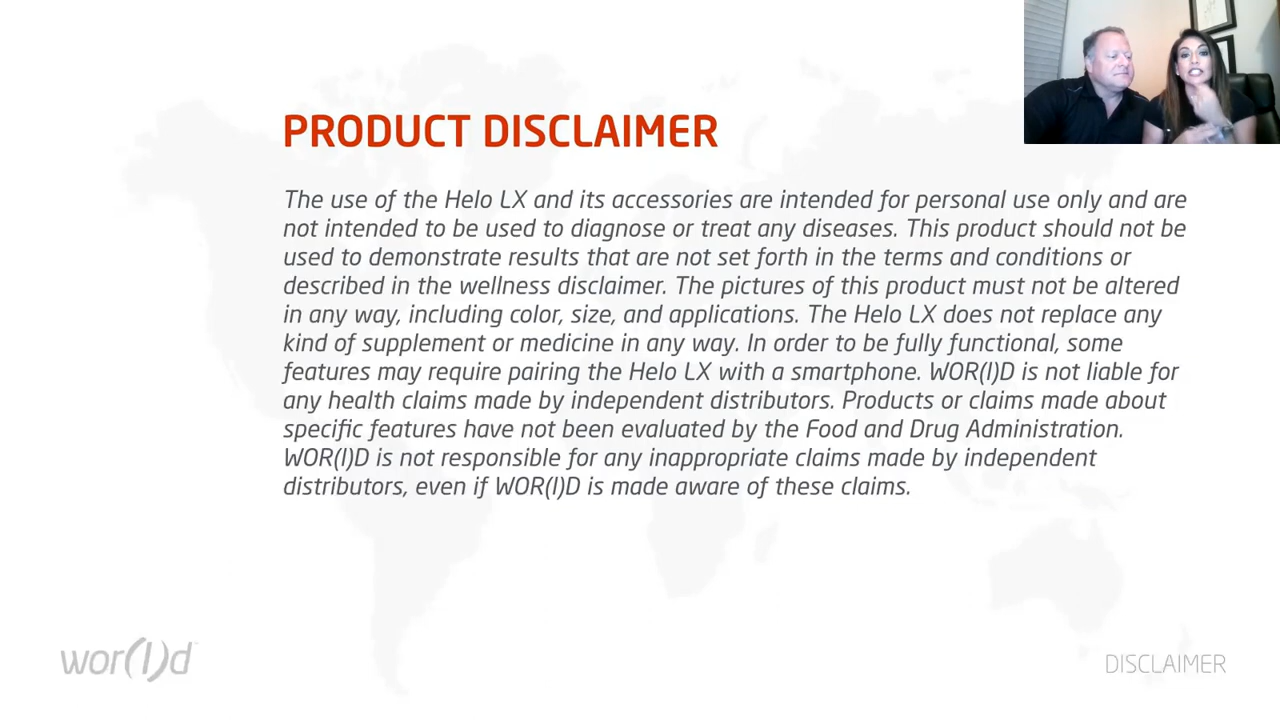 PRODUCT DISCLAIMER
The use of the Helo LX and its accessories are intended for personal use only and are
not intended to be used to diagnose or treat any diseases. This product should not be
used to demonstrate results that are not set forth in the terms and conditions or
described in the wellness disclaimer. The pictures of this product must not be altered
in any way, including color, size, and applications. The Helo LX does not replace any
kind of supplement or medicine in any way. In order to be fully functional, some
features may require pairing the Helo LX with a smartphone. WOR(I)D is not liable for
any health claims made by independent distributors. Products or claims made about
specific features have not been evaluated by the Food and Drug Administration.
WOR(I)D is not responsible for any inappropriate claims made by independent
distributors, even if WOR(I)D is made aware of these claims.
wor(l)d™
DISCLAIMER